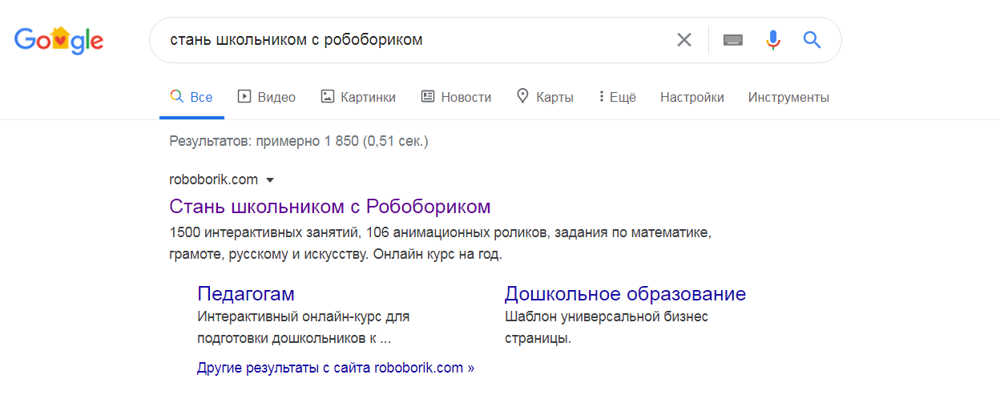 Google
стань школьником с робобориком
Все Видео Картинки Новости Карты Ещё Настройки Инструменты
Результатов: примерно 1 850 (0,51 сек.)
roboborik.com
Стань школьником с Робобориком
1500 интерактивных занятий, 106 анимационных роликов, задания по математике,
грамоте, русскому и искусству. Онлайн курс на год.
Педагогам
Интерактивный онлайн-курс для
подготовки дошкольников к ...
Дошкольное образование
Шаблон универсальной бизнес
страницы.
Другие результаты с сайта roboborik.com »